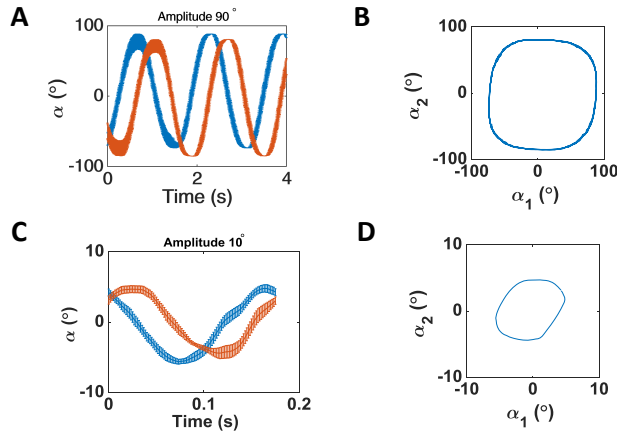 A
Amplitude 90°
100
0
-100
α (°)
0
2
4
Time (s)
B
100
0
-100
α2 (°)
-100
0
100
α1 (°)
C
Amplitude 10°
10
0
-10
α (°)
0
0.1
0.2
Time (s)
D
10
0
-10
α2 (°)
-10
0
10
α1 (°)